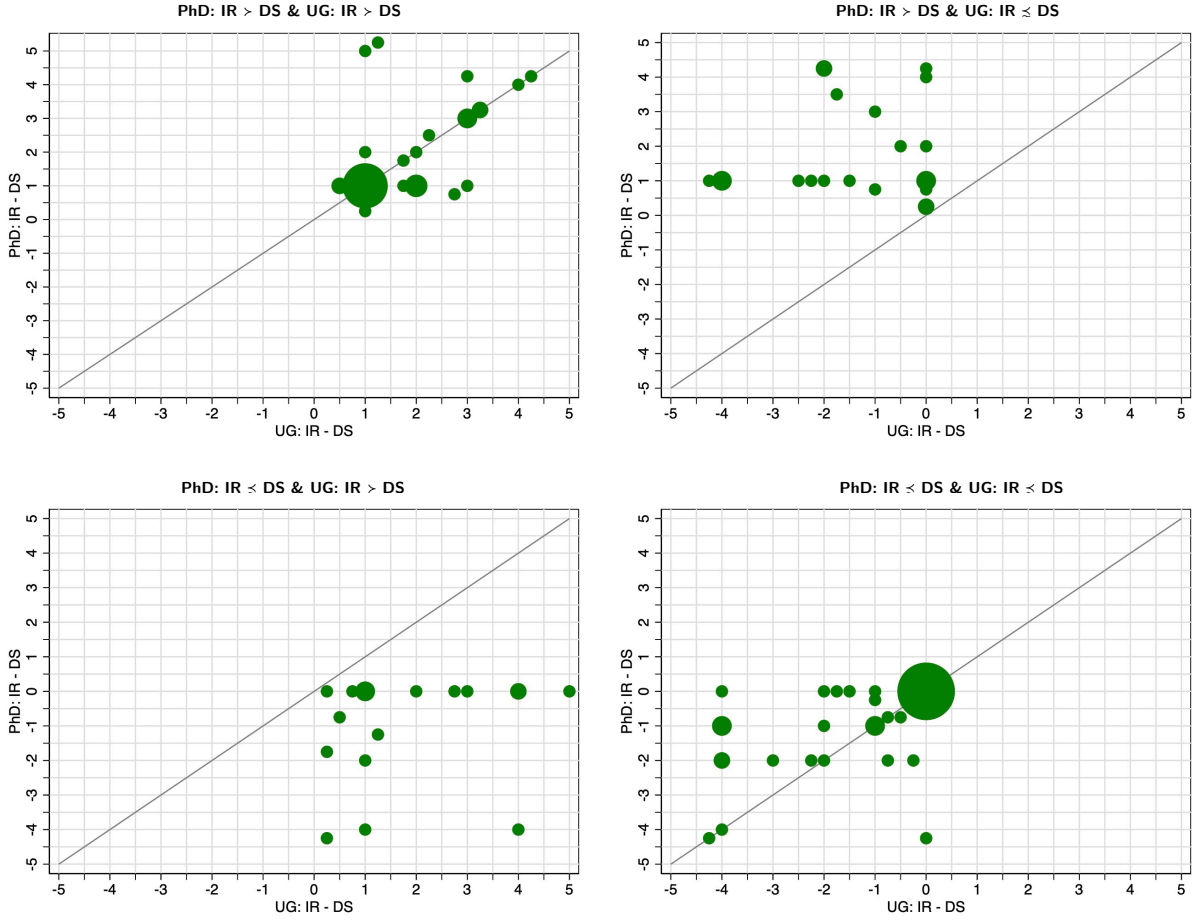 PhD: IR ≻ DS & UG: IR ≻ DS
PhD: IR - DS
-5 -4 -3 -2 -1 0 1 2 3 4 5
-5 -4 -3 -2 -1 0 1 2 3 4 5
UG: IR - DS
PhD: IR ≻ DS & UG: IR ≾ DS
PhD: IR - DS
-5 -4 -3 -2 -1 0 1 2 3 4 5
-5 -4 -3 -2 -1 0 1 2 3 4 5
UG: IR - DS
PhD: IR ≾ DS & UG: IR ≻ DS
PhD: IR - DS
-5 -4 -3 -2 -1 0 1 2 3 4 5
-5 -4 -3 -2 -1 0 1 2 3 4 5
UG: IR - DS
PhD: IR ≾ DS & UG: IR ≾ DS
PhD: IR - DS
-5 -4 -3 -2 -1 0 1 2 3 4 5
-5 -4 -3 -2 -1 0 1 2 3 4 5
UG: IR - DS